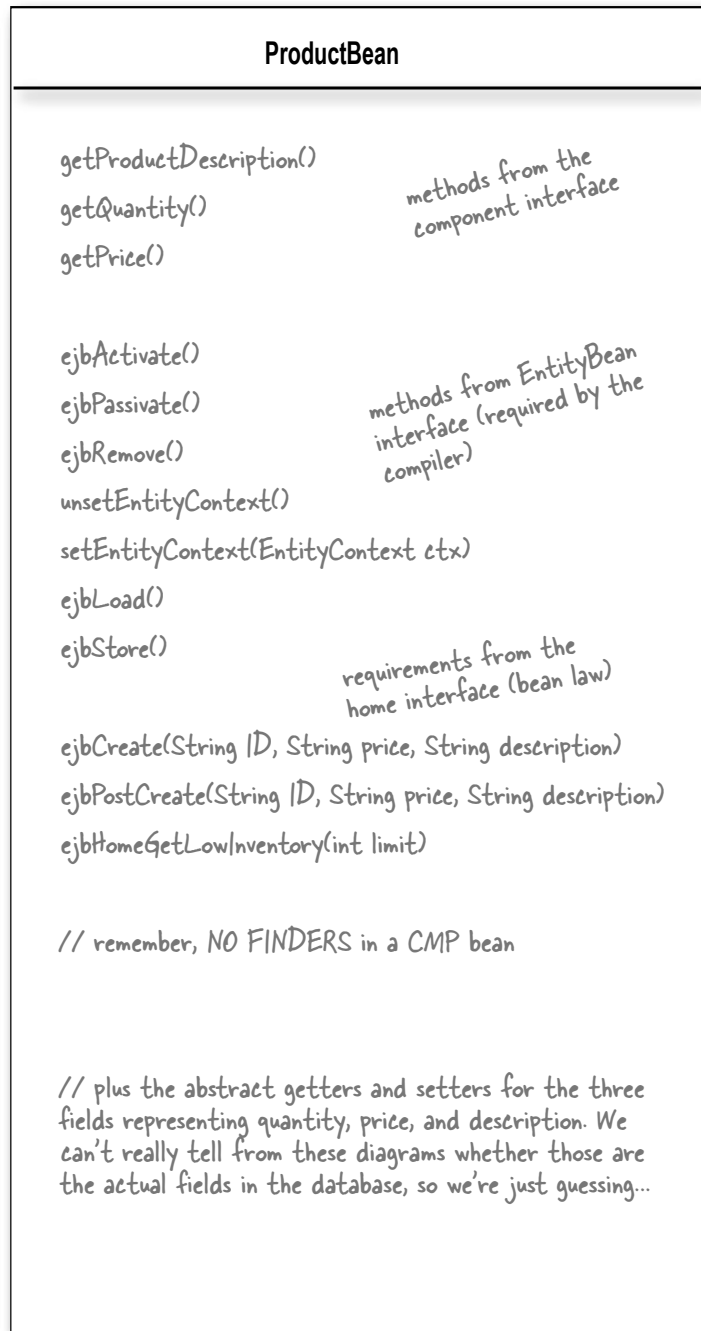 ProductBean
getProductDescription()
getQuantity()
getPrice()
methods from the
component interface
ejbActivate()
ejbPassivate()
ejbRemove()
unsetEntityContext()
setEntityContext(EntityContext ctx)
ejbLoad()
ejbStore()
methods from EntityBean
interface (required by the
compiler)
requirements from the
home interface (bean law)
ejbCreate(String ID, String price, String description)
ejbPostCreate(String ID, String price, String description)
ejbHomeGetLowInventory(int limit)
// remember, NO FINDERS in a CMP bean
// plus the abstract getters and setters for the three
fields representing quantity, price, and description. We
can't really tell from these diagrams whether those are
the actual fields in the database, so we're just guessing...